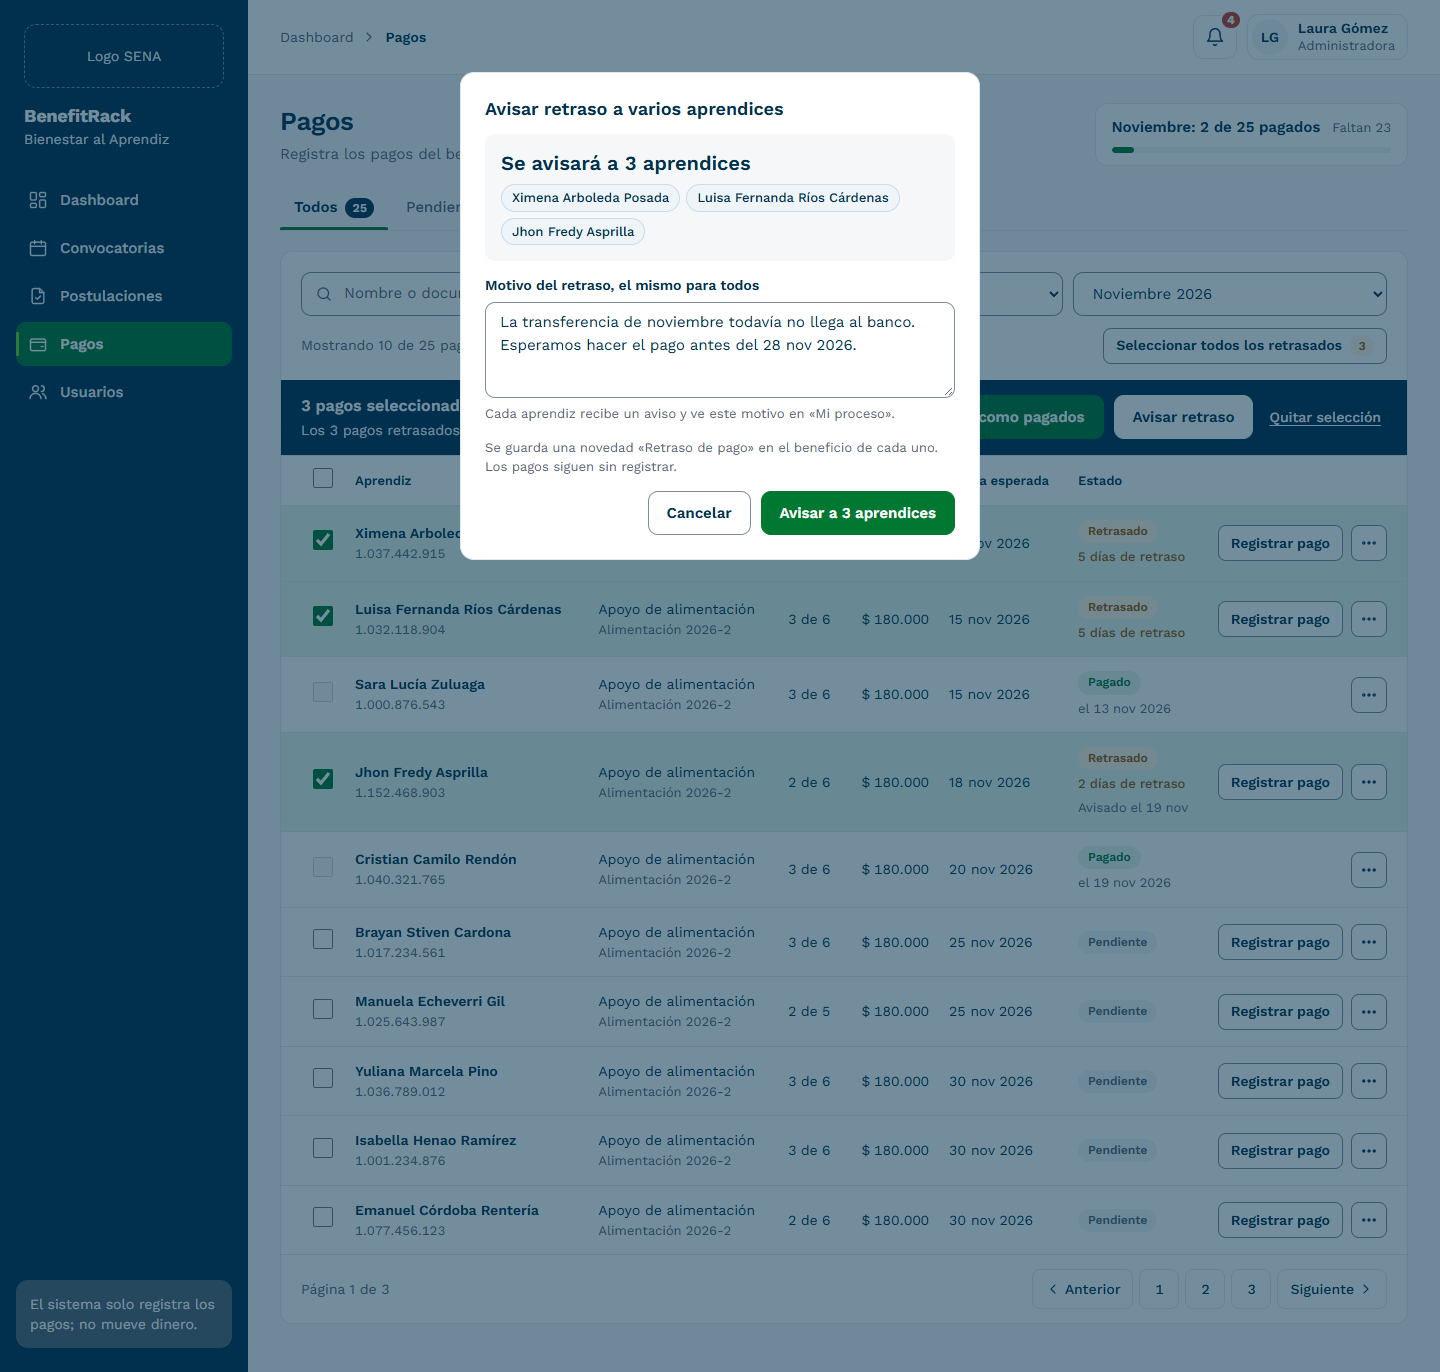 Logo SENA
BenefitRack
Bienestar al Aprendiz
Dashboard
Convocatorias
Postulaciones
Pagos
Usuarios
El sistema solo registra los
pagos; no mueve dinero.
Dashboard > Pagos
4
LG
Laura Gómez
Administradora
Pagos
Registra los pagos del be
Noviembre: 2 de 25 pagados Faltan 23
Todos 25 Pendien
Nombre o docu
Noviembre 2026
Mostrando 10 de 25 pag
Seleccionar todos los retrasados 3
3 pagos seleccionad
Los 3 pagos retrasados
como pagados
Avisar retraso
Quitar selección
Avisar retraso a varios aprendices
Se avisará a 3 aprendices
Ximena Arboleda Posada
Luisa Fernanda Ríos Cárdenas
Jhon Fredy Asprilla
Motivo del retraso, el mismo para todos
La transferencia de noviembre todavía no llega al banco.
Esperamos hacer el pago antes del 28 nov 2026.
Cada aprendiz recibe un aviso y ve este motivo en «Mi proceso».
Se guarda una novedad «Retraso de pago» en el beneficio de cada uno.
Los pagos siguen sin registrar.
Cancelar
Avisar a 3 aprendices
Aprendiz a esperada Estado
Ximena Arboled ov 2026 Retrasado Registrar pago ···
1.037.442.915 5 días de retraso
Luisa Fernanda Ríos Cárdenas Apoyo de alimentación 3 de 6 $ 180.000 15 nov 2026 Retrasado Registrar pago ···
1.032.118.904 Alimentación 2026-2 5 días de retraso
Sara Lucía Zuluaga Apoyo de alimentación 3 de 6 $ 180.000 15 nov 2026 Pagado ···
1.000.876.543 Alimentación 2026-2 el 13 nov 2026
Jhon Fredy Asprilla Apoyo de alimentación 2 de 6 $ 180.000 18 nov 2026 Retrasado Registrar pago ···
1.152.468.903 Alimentación 2026-2 2 días de retraso
Avisado el 19 nov
Cristian Camilo Rendón Apoyo de alimentación 3 de 6 $ 180.000 20 nov 2026 Pagado ···
1.040.321.765 Alimentación 2026-2 el 19 nov 2026
Brayan Stiven Cardona Apoyo de alimentación 3 de 6 $ 180.000 25 nov 2026 Pendiente Registrar pago ···
1.017.234.561 Alimentación 2026-2
Manuela Echeverri Gil Apoyo de alimentación 2 de 5 $ 180.000 25 nov 2026 Pendiente Registrar pago ···
1.025.643.987 Alimentación 2026-2
Yuliana Marcela Pino Apoyo de alimentación 3 de 6 $ 180.000 30 nov 2026 Pendiente Registrar pago ···
1.036.789.012 Alimentación 2026-2
Isabella Henao Ramírez Apoyo de alimentación 3 de 6 $ 180.000 30 nov 2026 Pendiente Registrar pago ···
1.001.234.876 Alimentación 2026-2
Emanuel Córdoba Rentería Apoyo de alimentación 2 de 6 $ 180.000 30 nov 2026 Pendiente Registrar pago ···
1.077.456.123 Alimentación 2026-2
Página 1 de 3 < Anterior 1 2 3 Siguiente >